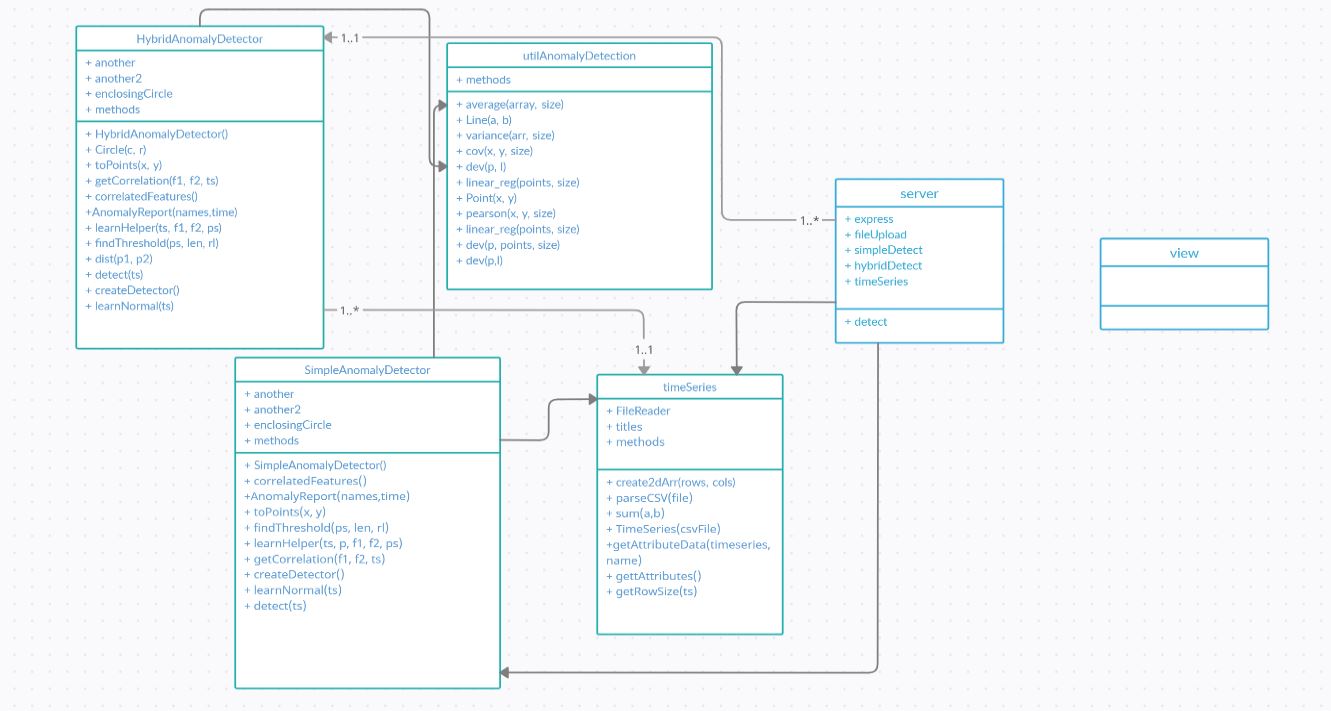 HybridAnomalyDetector
+ another
+ another2
+ enclosingCircle
+ methods
+ HybridAnomalyDetector()
+ Circle(c, r)
+ toPoints(x, y)
+ getCorrelation(f1, f2, ts)
+ correlatedFeatures()
+AnomalyReport(names,time)
+ learnHelper(ts, f1, f2, ps)
+ findThreshold(ps, len, rl)
+ dist(p1, p2)
+ detect(ts)
+ createDetector()
+ learnNormal(ts)
1..1
utilAnomalyDetection
+ methods
+ average(array, size)
+ Line(a, b)
+ variance(arr, size)
+ cov(x, y, size)
+ dev(p, l)
+ linear_reg(points, size)
+ Point(x, y)
+ pearson(x, y, size)
+ linear_reg(points, size)
+ dev(p, points, size)
+ dev(p,l)
1..*
server
+ express
+ fileUpload
+ simpleDetect
+ hybridDetect
+ timeSeries
+ detect
view
1..*
1..1
SimpleAnomalyDetector
+ another
+ another2
+ enclosingCircle
+ methods
+ SimpleAnomalyDetector()
+ correlatedFeatures()
+AnomalyReport(names,time)
+ toPoints(x, y)
+ findThreshold(ps, len, rl)
+ learnHelper(ts, p, f1, f2, ps)
+ getCorrelation(f1, f2, ts)
+ createDetector()
+ learnNormal(ts)
+ detect(ts)
timeSeries
+ FileReader
+ titles
+ methods
+ create2dArr(rows, cols)
+ parseCSV(file)
+ sum(a,b)
+ TimeSeries(csvFile)
+getAttributeData(timeseries,
name)
+ gettAttributes()
+ getRowSize(ts)